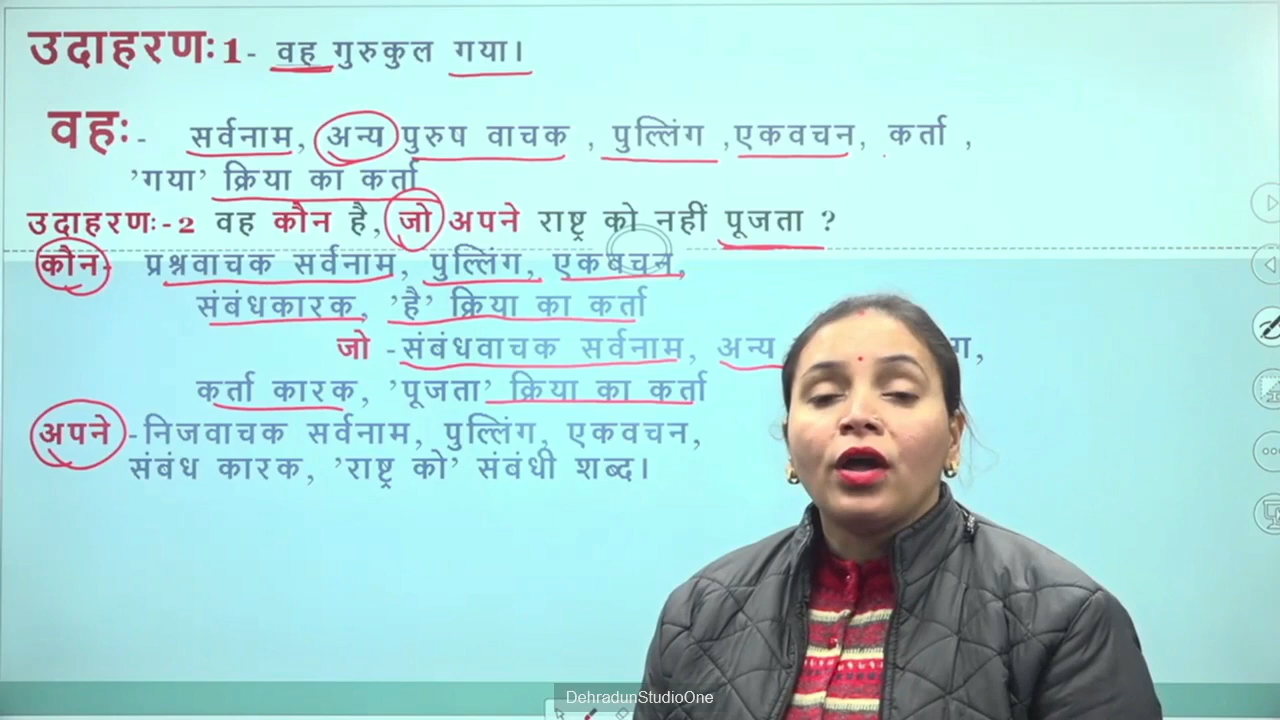 उदाहरणः1- वह गुरुकुल गया।
वहः- सर्वनाम, अन्य पुरुष वाचक , पुल्लिंग ,एकवचन, कर्ता ,
'गया' क्रिया का कर्ता
उदाहरणः-2 वह कौन है, जो अपने राष्ट्र को नहीं पूजता ?
कौन- प्रश्नवाचक सर्वनाम, पुल्लिंग, एकवचन,
संबंधकारक, 'है' क्रिया का कर्ता
जो -संबंधवाचक सर्वनाम, अन्य
कर्ता कारक, 'पूजता' क्रिया का कर्ता
अपने -निजवाचक सर्वनाम, पुल्लिंग, एकवचन,
संबंध कारक, 'राष्ट्र को' संबंधी शब्द।
DehradunStudioOne